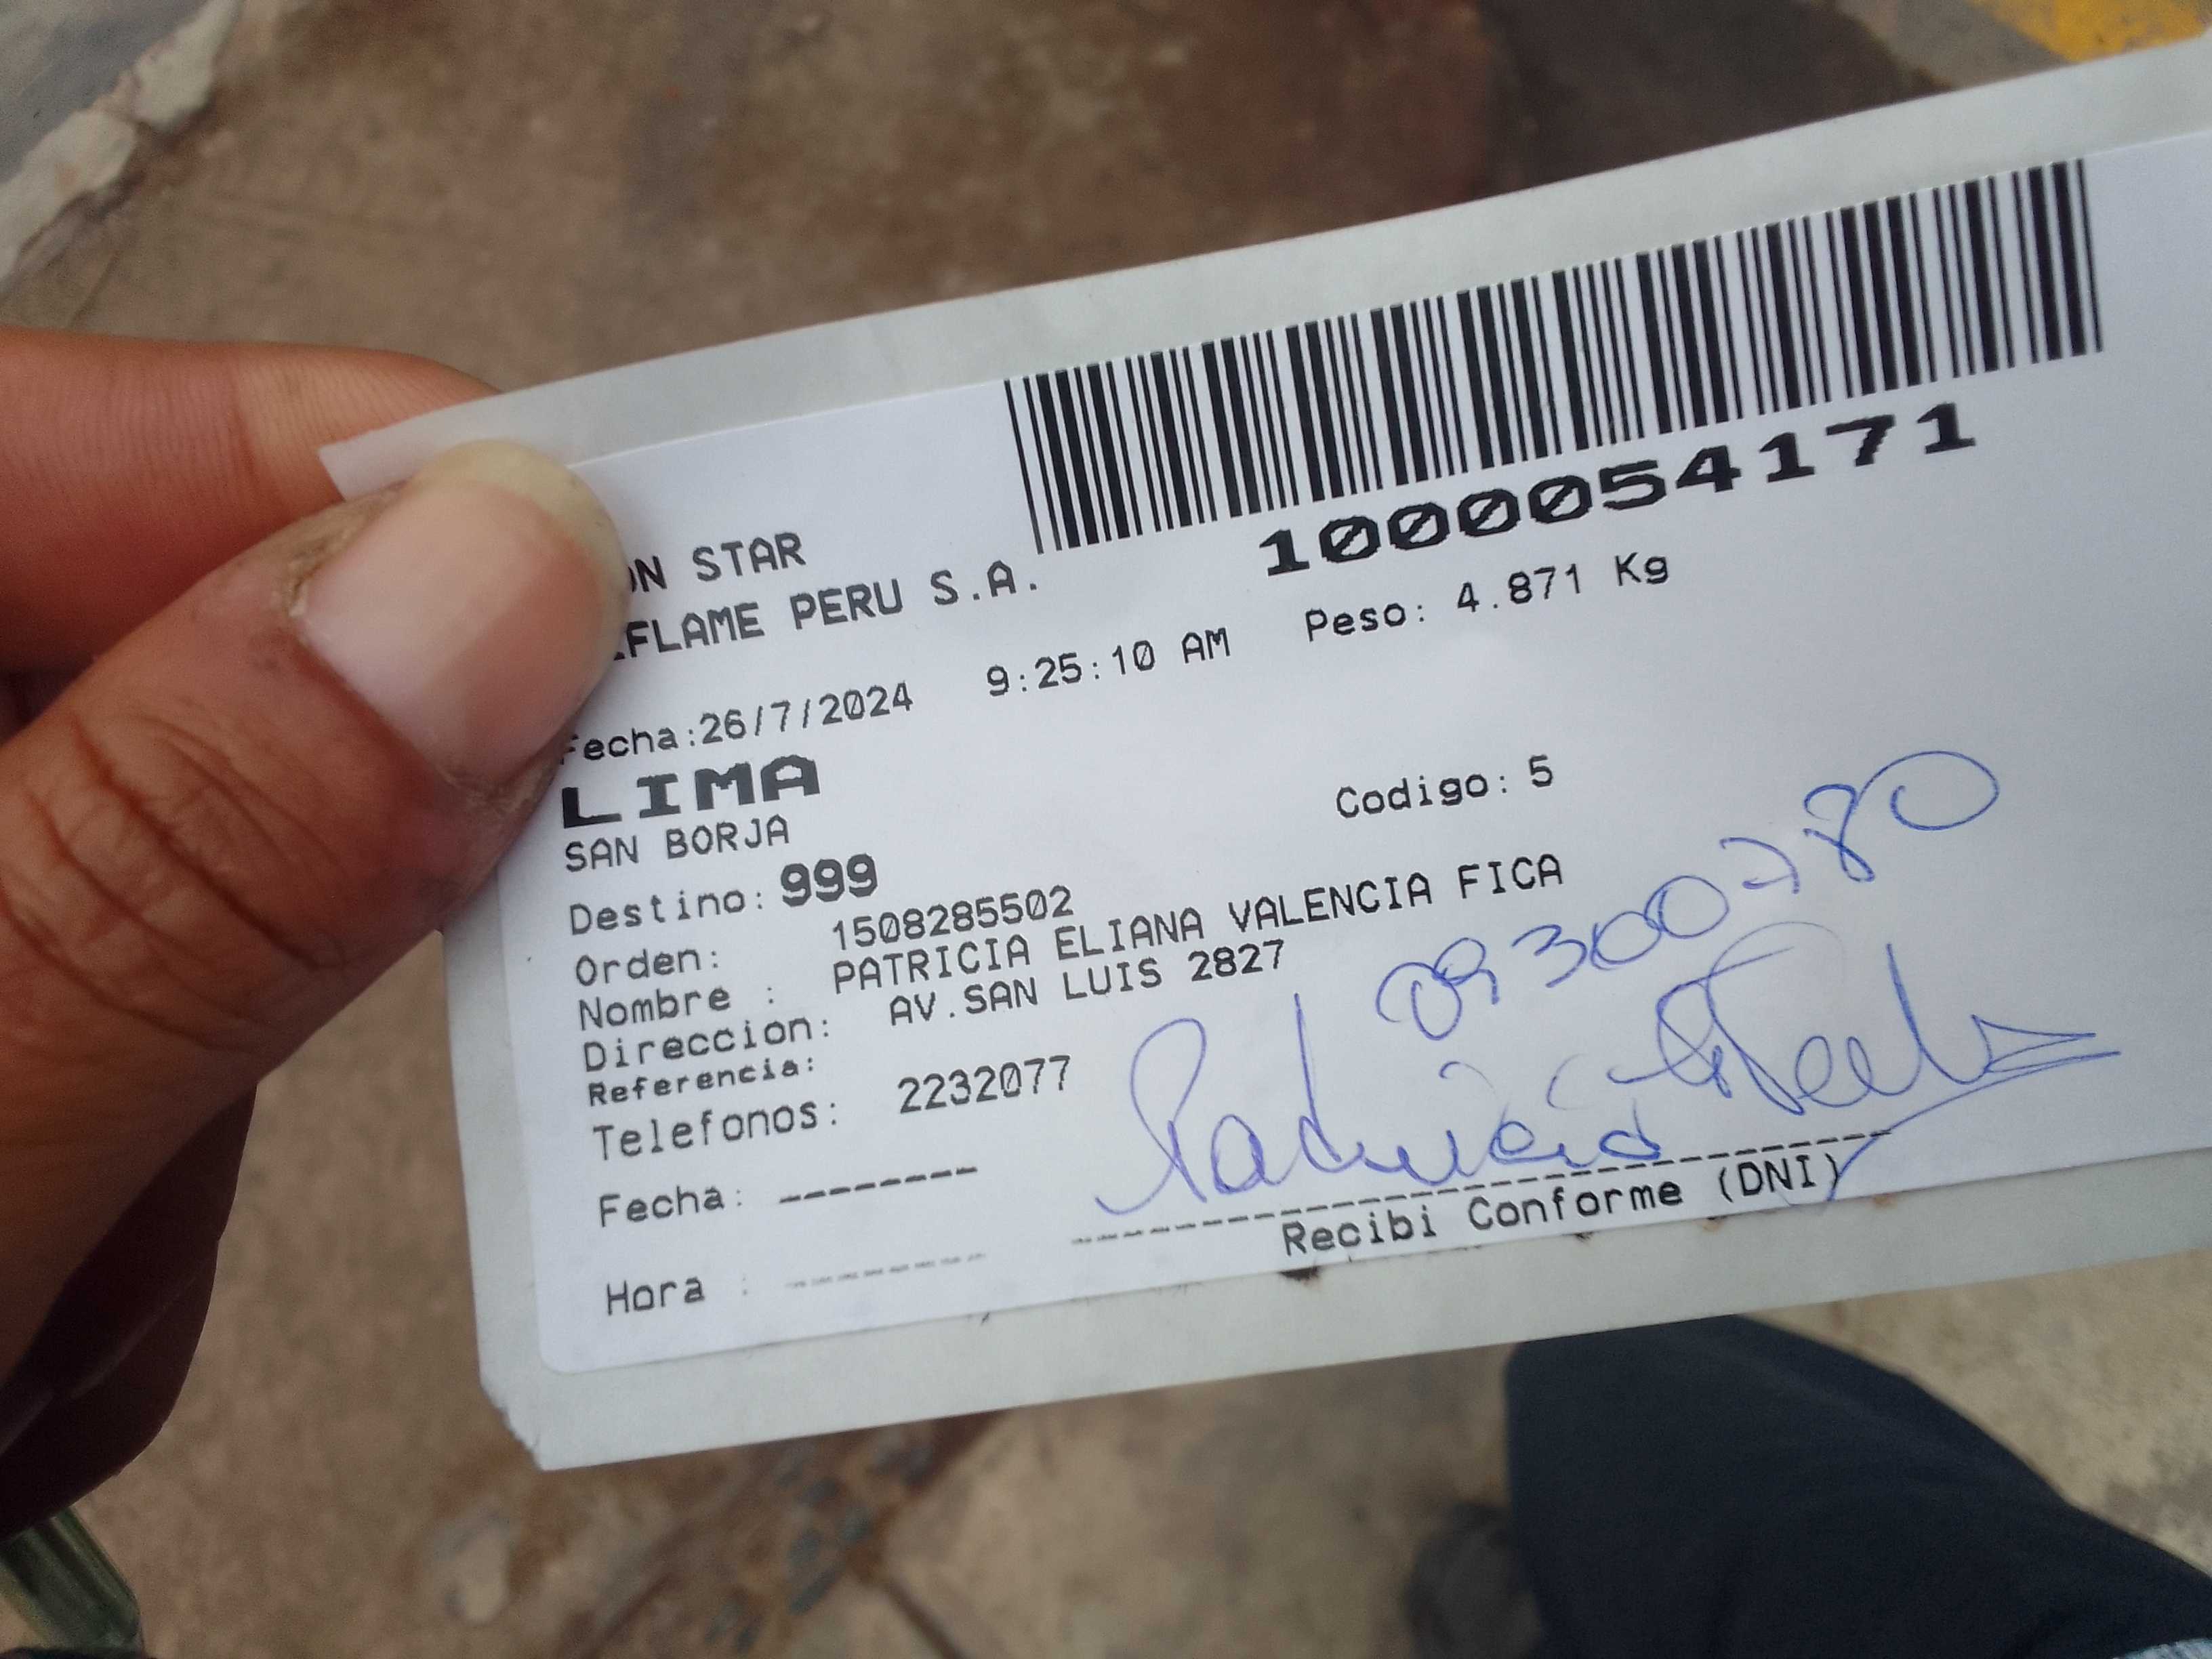 1000054171
ON STAR
FLAME PERU S.A.
Fecha:26/7/2024 9:25:10 AM Peso: 4.871 Kg
LIMA
SAN BORJA Codigo: 5
Destino: 999
Orden: 1508285502
Nombre : PATRICIA ELIANA VALENCIA FICA
Direccion: AV.SAN LUIS 2827
Referencia:
Telefonos: 2232077
09300780
Patricia
Fecha: --------
Recibi Conforme (DNI)
Hora :